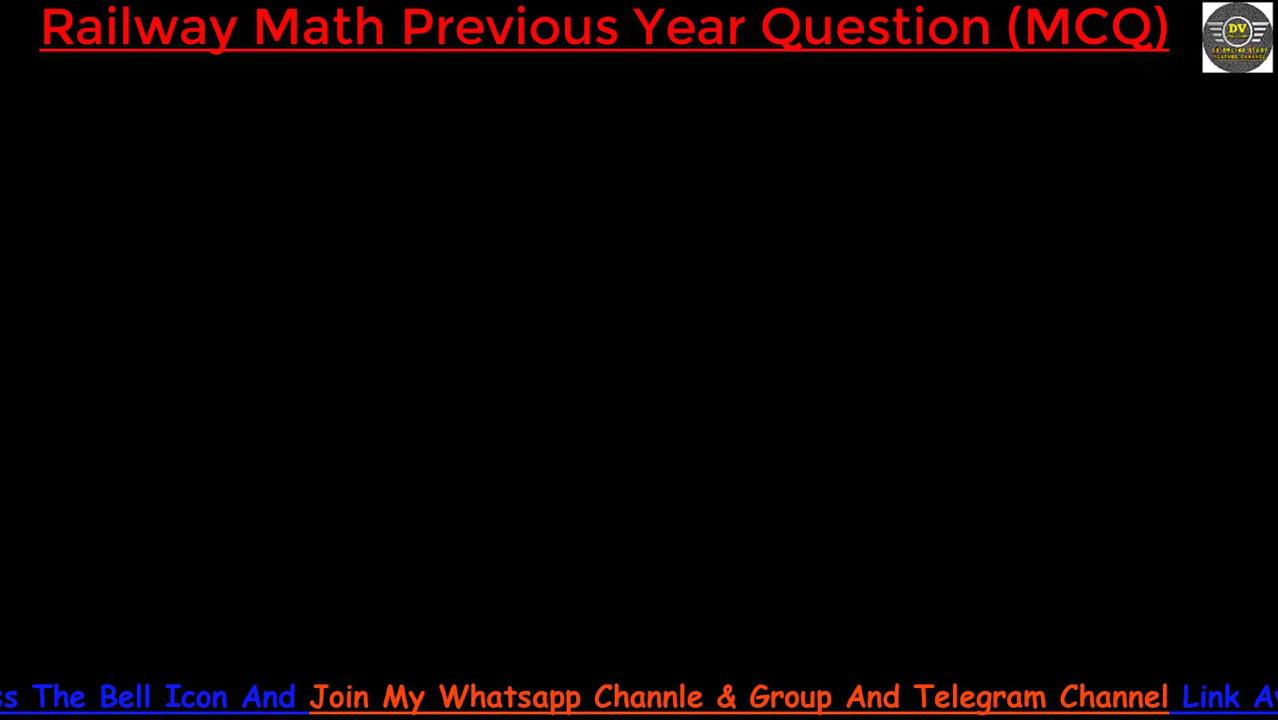 Railway Math Previous Year Question (MCQ)
DV
The Bell Icon And Join My Whatsapp Channle & Group And Telegram Channel Link